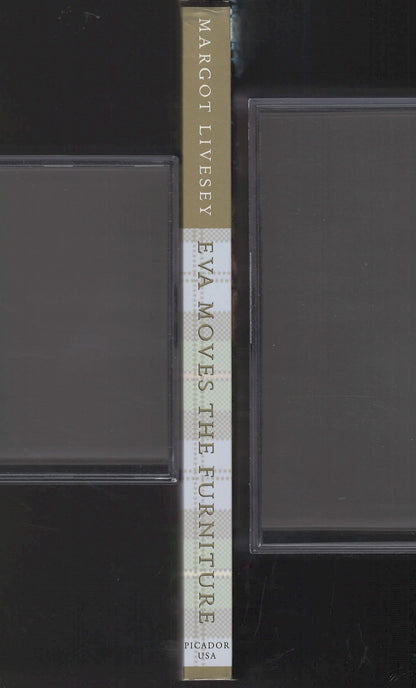 MARGOT LIVESEY
EVA MOVES THE FURNITURE
PICADOR
USA